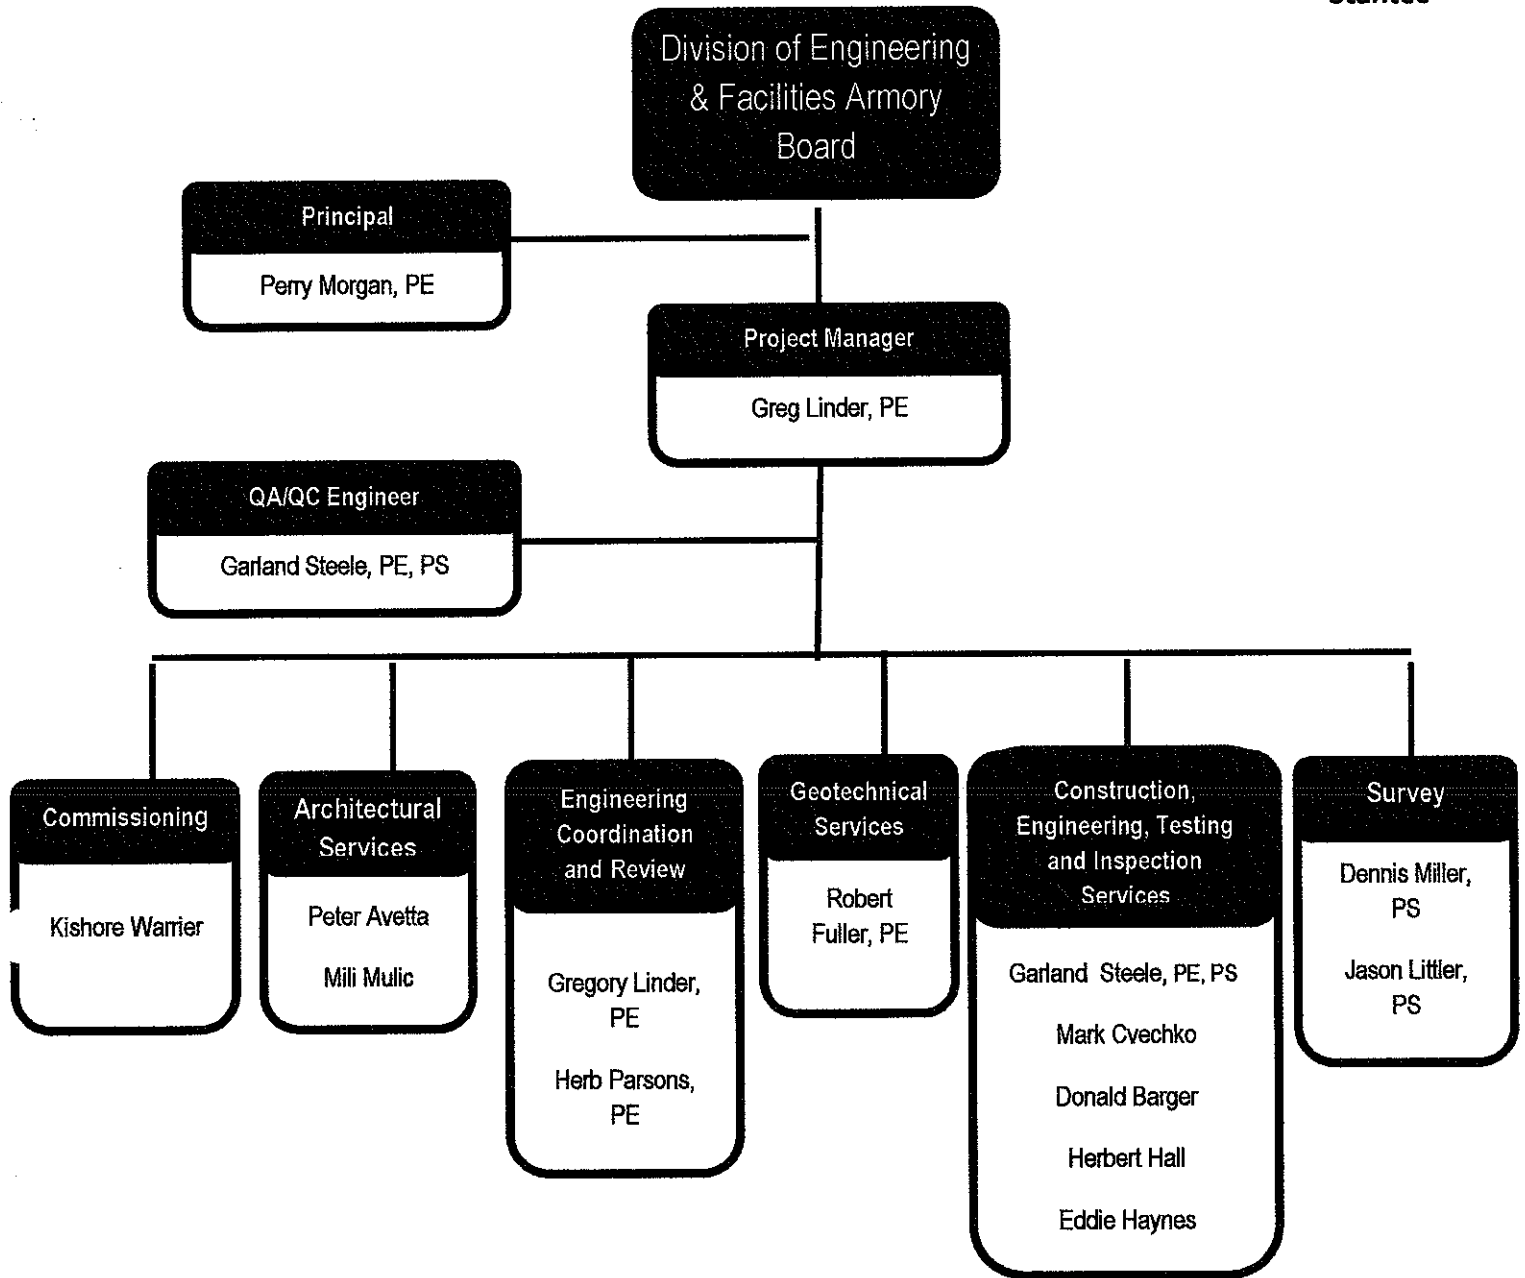 Stantec
Division of Engineering
& Facilities Armory
Board
Principal
Perry Morgan, PE
Project Manager
Greg Linder, PE
QA/QC Engineer
Garland Steele, PE, PS
Commissioning
Kishore Warrier
Architectural
Services
Peter Avetta
Mili Mulic
Engineering
Coordination
and Review
Gregory Linder,
PE
Herb Parsons,
PE
Geotechnical
Services
Robert
Fuller, PE
Construction,
Engineering, Testing
and Inspection
Services
Garland Steele, PE, PS
Mark Cvechko
Donald Barger
Herbert Hall
Eddie Haynes
Survey
Dennis Miller,
PS
Jason Littler,
PS